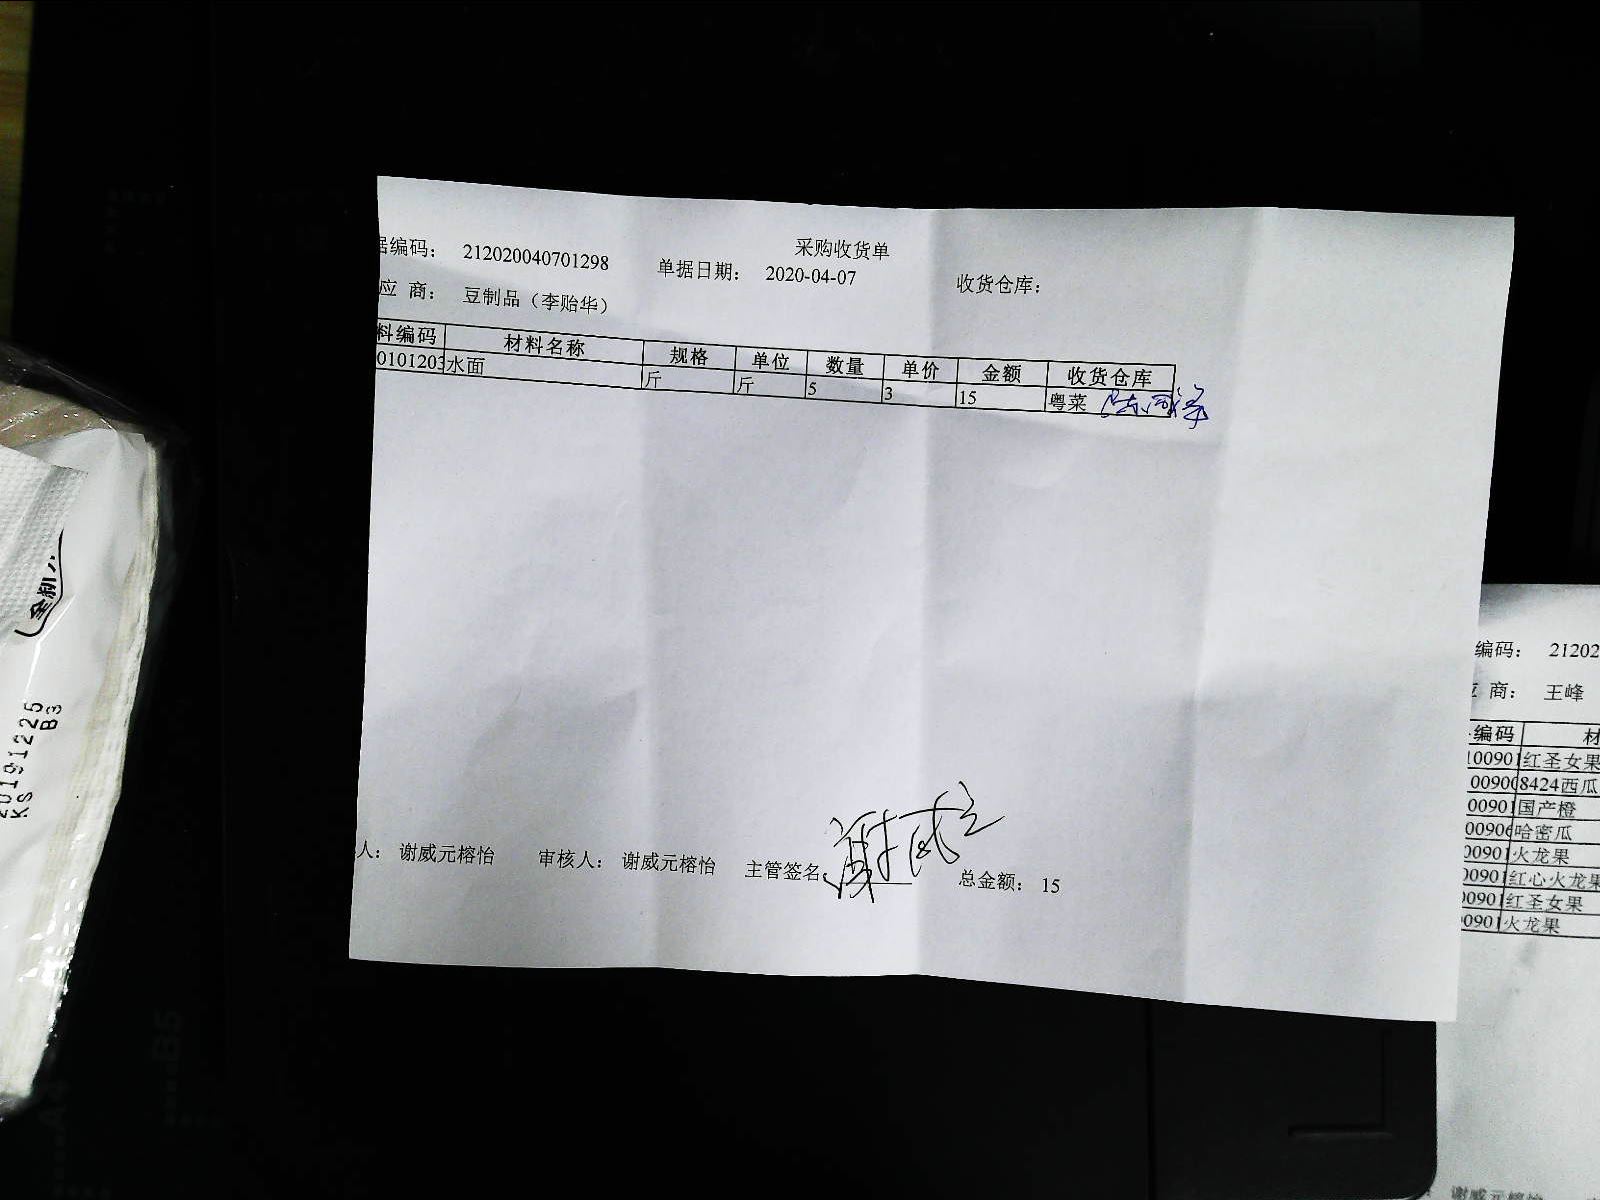 采购收货单
据编码： 212020040701298 单据日期： 2020-04-07 收货仓库：
应 商： 豆制品（李贻华）
料编码 材料名称 规格 单位 数量 单价 金额 收货仓库
0101203 水面 斤 斤 5 3 15 粤菜
人： 谢威元榕怡 审核人： 谢威元榕怡 主管签名 谢威 总金额： 15
编码： 21202
应 商： 王峰
编码 材
100901 红圣女果
00900 8424西瓜
00901 国产橙
00906 哈密瓜
00901 火龙果
00901 红心火龙果
00901 红圣女果
00901 火龙果
20191225
B3
KS